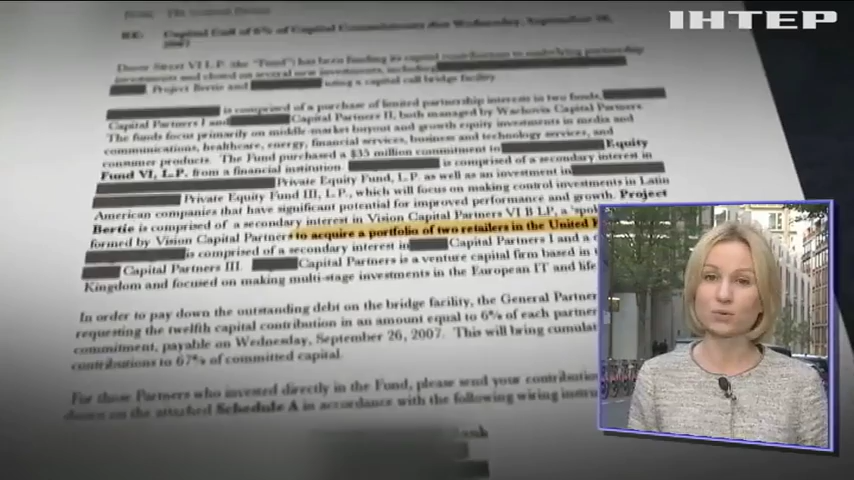 ІНТЕР
RE: Capital Call of 6% of Capital Commitments due Wednesday, September 26,
2007
Dover Street VI L.P. (the "Fund") has been funding its capital contribution to underlying partnership
investments and closed on several new investments, including
, Project Bertie and using a capital call bridge facility.
is comprised of a purchase of limited partnership interest in two funds,
Capital Partners I and Capital Partners II, both managed by Wachovia Capital Partners
The funds focus primarily on middle-market buyout and growth equity investments in media and
communications, healthcare, energy, financial services, business and technology services, and
consumer products. The Fund purchased a $35 million commitment to Equity
Fund VI, L.P. from a financial institution. is comprised of a secondary interest in
Private Equity Fund, L.P. as well as an investment in
Private Equity Fund III, L.P., which will focus on making control investments in Latin
American companies that have significant potential for improved performance and growth. Project
Bertie is comprised of a secondary interest in Vision Capital Partners VI B LP, a
formed by Vision Capital Partners to acquire a portfolio of two retailers in the United
is comprised of a secondary interest in Capital Partners I and a
Capital Partners III. Capital Partners is a venture capital firm based in
Kingdom and focused on making multi-stage investments in the European IT and life
In order to pay down the outstanding debt on the bridge facility, the General Partner
requesting the twelfth capital contribution in an amount equal to 6% of each partner
commitment, payable on Wednesday, September 26, 2007. This will bring
contributions to 67% of committed capital.
For those Partners who invested directly in the Fund, please send your
shown on the attached Schedule A in accordance with the following wiring